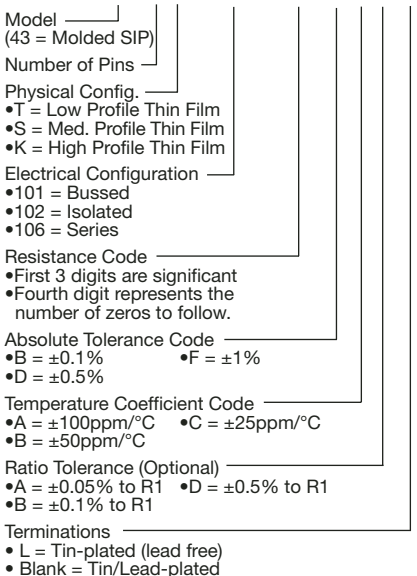 Model
(43 = Molded SIP)
Number of Pins
Physical Config.
•T = Low Profile Thin Film
•S = Med. Profile Thin Film
•K = High Profile Thin Film
Electrical Configuration
•101 = Bussed
•102 = Isolated
•106 = Series
Resistance Code
•First 3 digits are significant
•Fourth digit represents the
number of zeros to follow.
Absolute Tolerance Code
•B = ±0.1% •F = ±1%
•D = ±0.5%
Temperature Coefficient Code
•A = ±100ppm/°C •C = ±25ppm/°C
•B = ±50ppm/°C
Ratio Tolerance (Optional)
•A = ±0.05% to R1 •D = ±0.5% to R1
•B = ±0.1% to R1
Terminations
• L = Tin-plated (lead free)
• Blank = Tin/Lead-plated